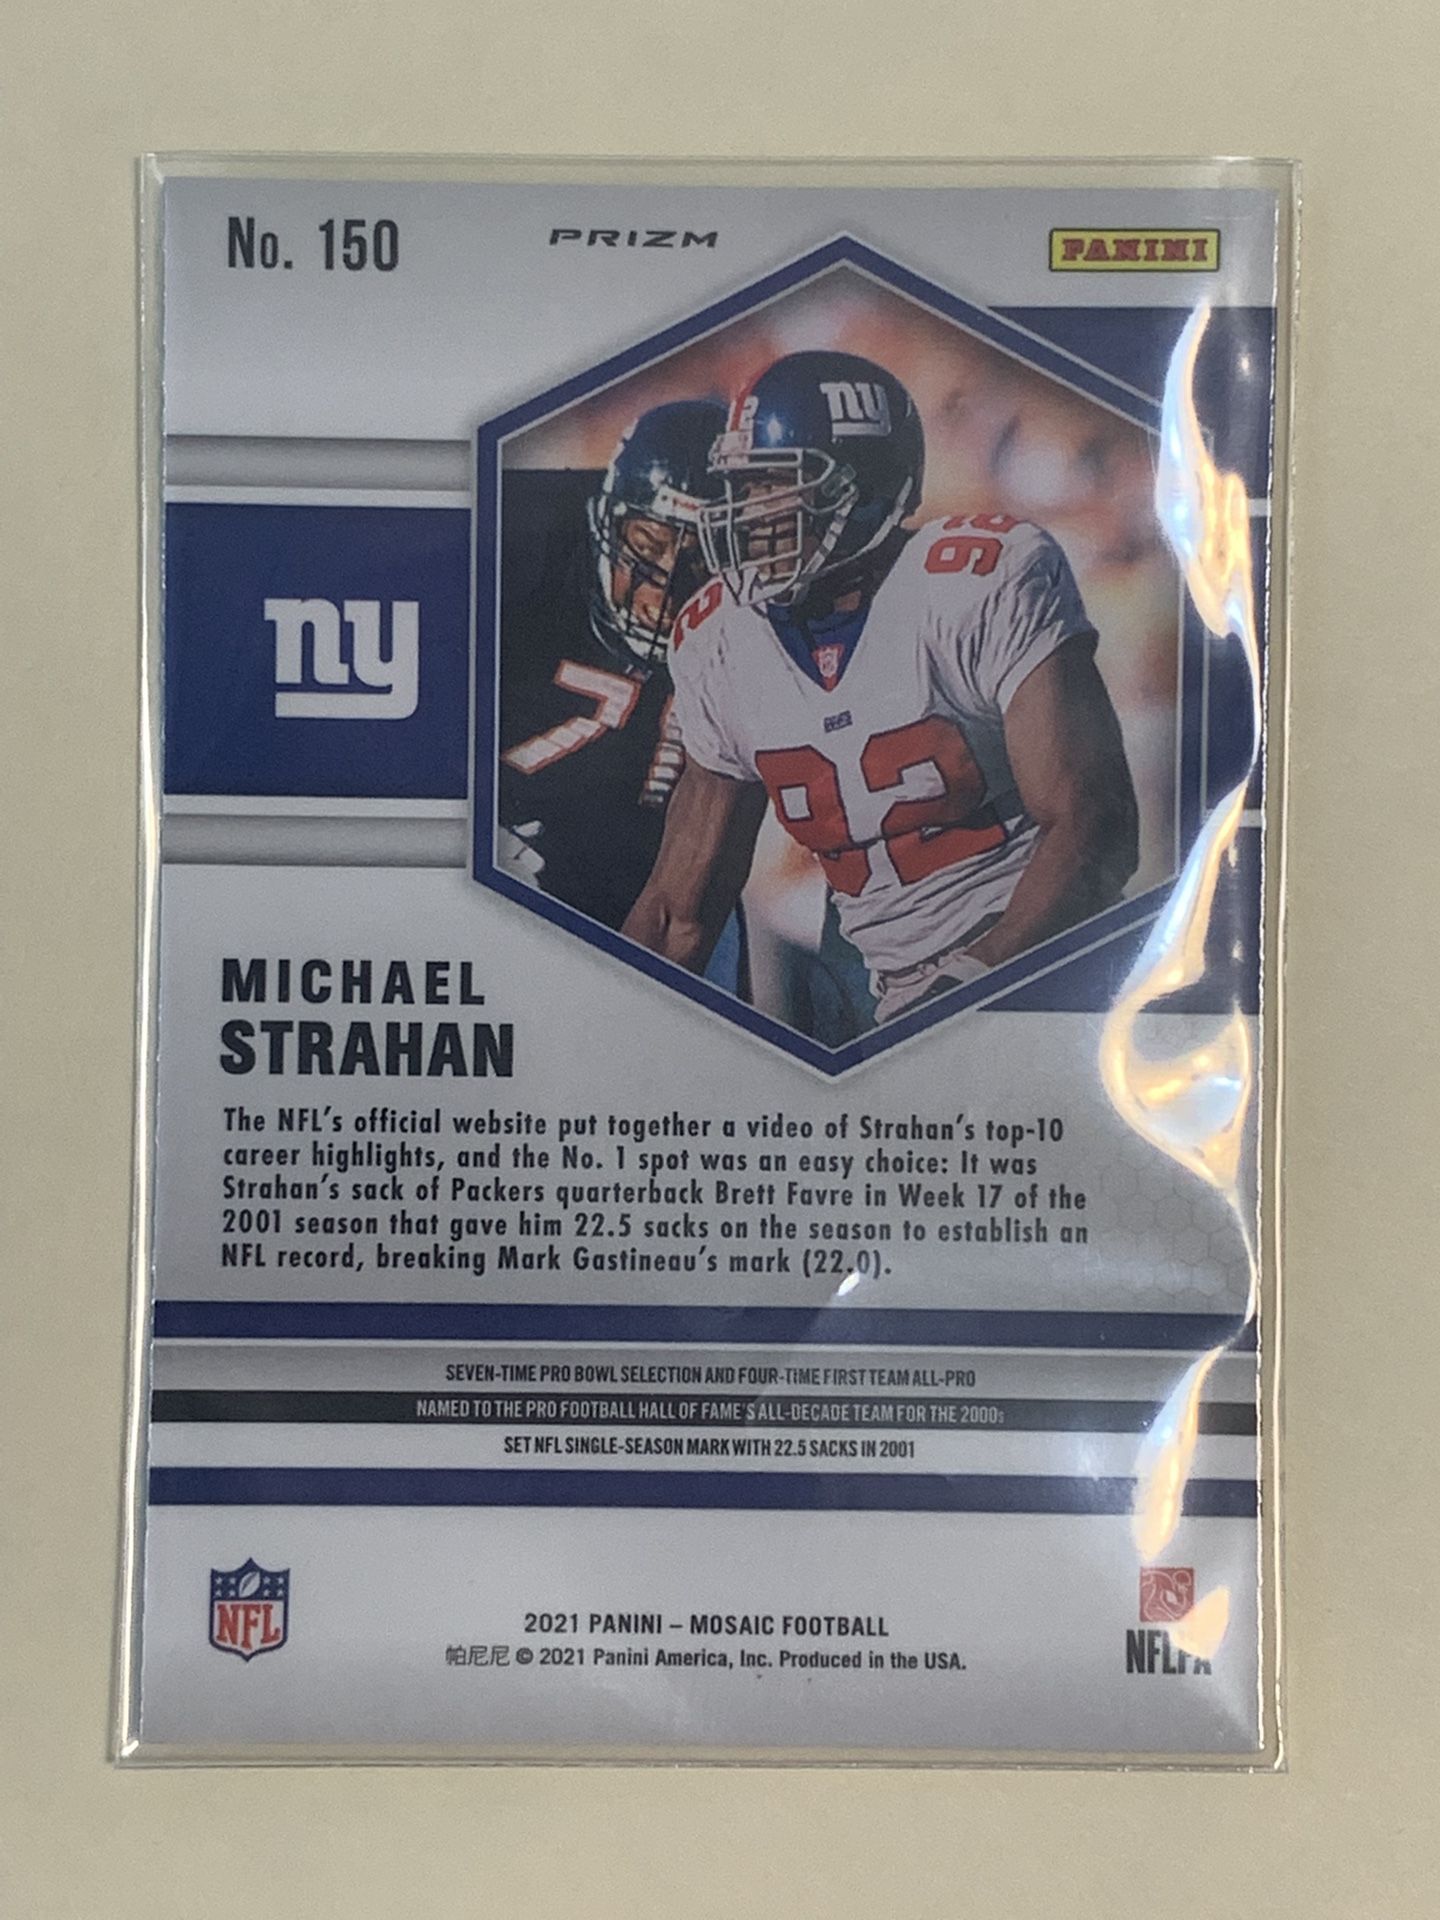 No. 150
PRIZM
PANINI
ny
2
ny
92
2
92
7
MICHAEL
STRAHAN
The NFL's official website put together a video of Strahan's top-10
career highlights, and the No. 1 spot was an easy choice: It was
Strahan's sack of Packers quarterback Brett Favre in Week 17 of the
2001 season that gave him 22.5 sacks on the season to establish an
NFL record, breaking Mark Gastineau's mark (22.0).
SEVEN-TIME PRO BOWL SELECTION AND FOUR-TIME FIRST TEAM ALL-PRO
NAMED TO THE PRO FOOTBALL HALL OF FAME'S ALL-DECADE TEAM FOR THE 2000s
SET NFL SINGLE-SEASON MARK WITH 22.5 SACKS IN 2001
NFL
2021 PANINI – MOSAIC FOOTBALL
帕尼尼 © 2021 Panini America, Inc. Produced in the USA.
NFLPA